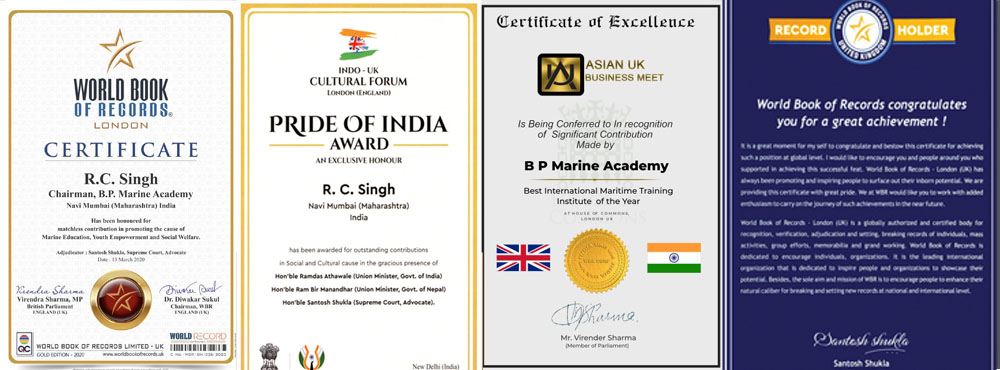 WORLD BOOK
OF RECORDS®
LONDON
CERTIFICATE
R.C. Singh
Chairman, B.P. Marine Academy
Navi Mumbai (Maharashtra) India
Has been honoured for
matchless contribution in promoting the cause of
Marine Education, Youth Empowerment and Social Welfare.
Adjudicator : Santosh Shukla, Supreme Court, Advocate
Date : 13 March 2020
Virendra Sharma
Virendra Sharma, MP
British Parliament
ENGLAND (UK)
Dr. Diwakar Sukul
Chairman, WBR
ENGLAND (UK)
WORLD BOOK OF RECORDS LIMITED - UK
GOLD EDITION - 2020
www.worldbookofrecords.uk
WORLD RECORD
INDO - UK
CULTURAL FORUM
LONDON (ENGLAND)
PRIDE OF INDIA
AWARD
AN EXCLUSIVE HONOUR
R. C. Singh
Navi Mumbai (Maharashtra)
India
has been awarded for outstanding contributions
in Social and Cultural cause in the gracious presence of
Hon'ble Ramdas Athawale (Union Minister, Govt. of India)
Hon'ble Ram Bir Manandhar (Union Minister, Govt. of Nepal)
Hon'ble Santosh Shukla (Supreme Court, Advocate).
New Delhi (India)
Certificate of Excellence
ASIAN UK
BUSINESS MEET
Is Being Conferred to In recognition
of Significant Contribution
Made by
B P Marine Academy
Best International Maritime Training
Institute of the Year
AT HOUSE OF COMMONS,
LONDON UK
Mr. Virender Sharma
(Member of Parliament)
RECORD
HOLDER
WORLD BOOK OF RECORDS
UNITED KINGDOM
World Book of Records congratulates
you for a great achievement !
It is a great moment for my self to congratulate and bestow this certificate for achieving
such a position at global level. I would like to encourage you and people around you who
supported in achieving this successful feat. World Book of Records - London (UK) has
always been promoting and inspiring people to surface out their inborn potential. We are
providing this certificate with great pride. We at WBR would like you to work with added
enthusiasm to carry on the journey of such achievements in the near future.
World Book of Records - London (UK) is a globally authorized and certified body for
recognition, verification, adjudication and setting, breaking records of individuals, mass
activities, group efforts, memorbilia and grand working. World Book of Records is
dedicated to encourage individuals, organizations. It is the leading international
organization that is dedicated to inspire people and organizations to showcase their
potential. Besides, the sole aim and mission of WBR is to encourage people to enhance their
natural caliber for breaking and setting new records at national and international level.
Santosh Shukla
Santosh Shukla